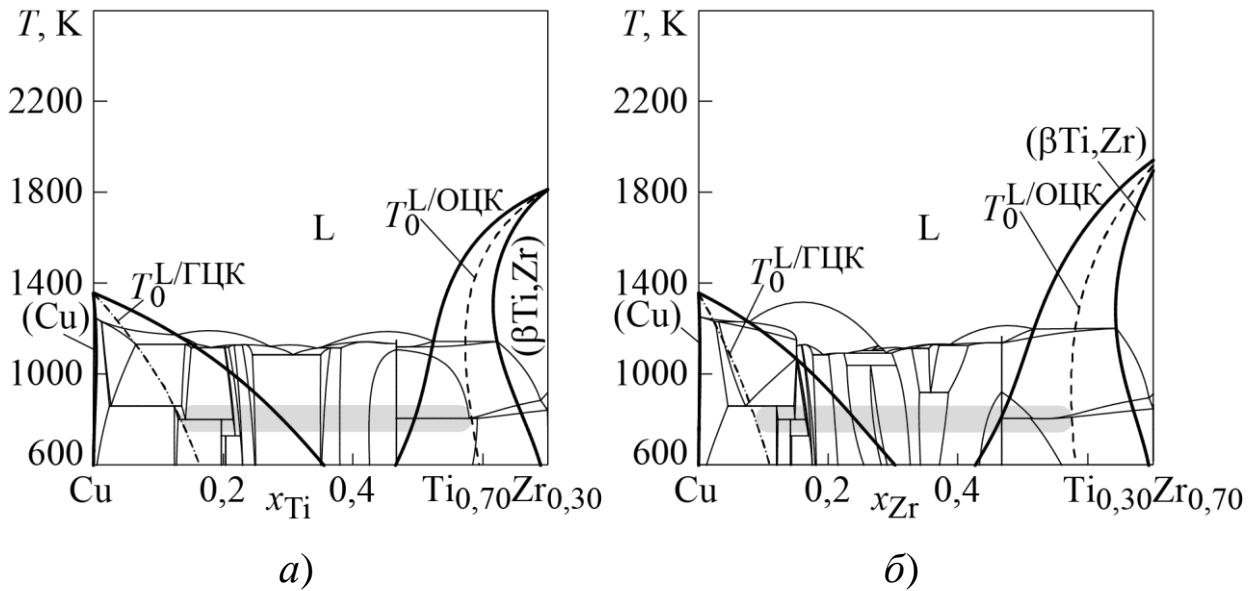 T, K
2200
1800
1400
(Cu)
1000
600
T₀ᴸ/ᴳЦК
L
T₀ᴸ/ОЦК
(βTi,Zr)
Cu
0,2
xTi
0,4
Ti0,70Zr0,30
а)
T, K
2200
1800
1400
(Cu)
1000
600
T0L/ГЦК
L
T0L/ОЦК
(βTi,Zr)
Cu
0,2
xZr
0,4
Ti0,30Zr0,70
б)